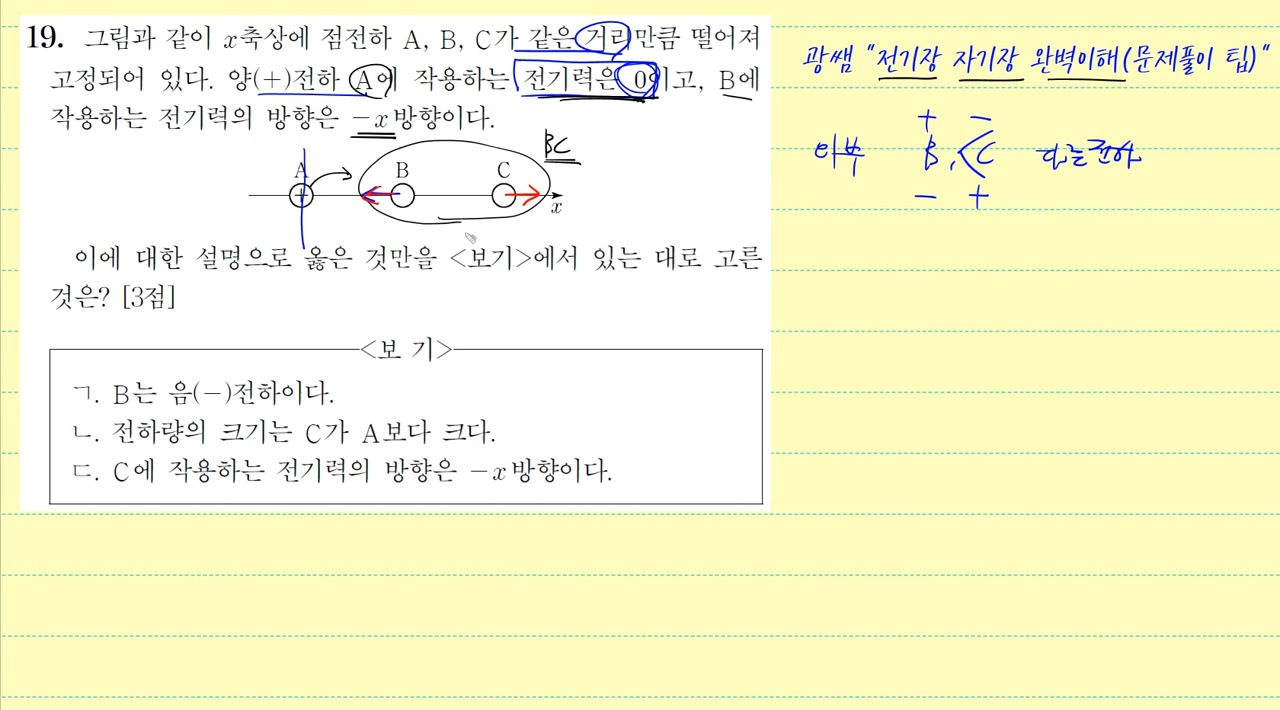 19. 그림과 같이 x축상에 점전하 A, B, C가 같은 거리만큼 떨어져
고정되어 있다. 양(+)전하 A에 작용하는 전기력은 0이고, B에
작용하는 전기력의 방향은 -x 방향이다.
BC
A B C
+
x
이에 대한 설명으로 옳은 것만을 <보기>에서 있는 대로 고른
것은? [3점]
<보 기>
ㄱ. B는 음(-)전하이다.
ㄴ. 전하량의 크기는 C가 A보다 크다.
ㄷ. C에 작용하는 전기력의 방향은 -x 방향이다.
광쌤 "전기장 자기장 완벽이해(문제풀이 팁)"
+ -
외부 B, < C 다른전하
- +